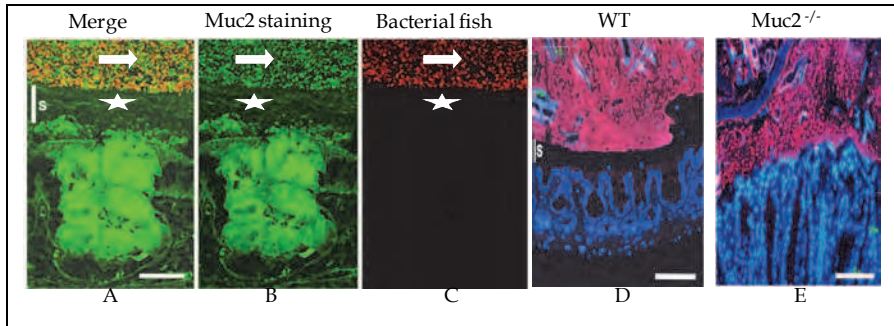 Merge Muc2 staining Bacterial fish WT Muc2 -/-
S S
A B C D E